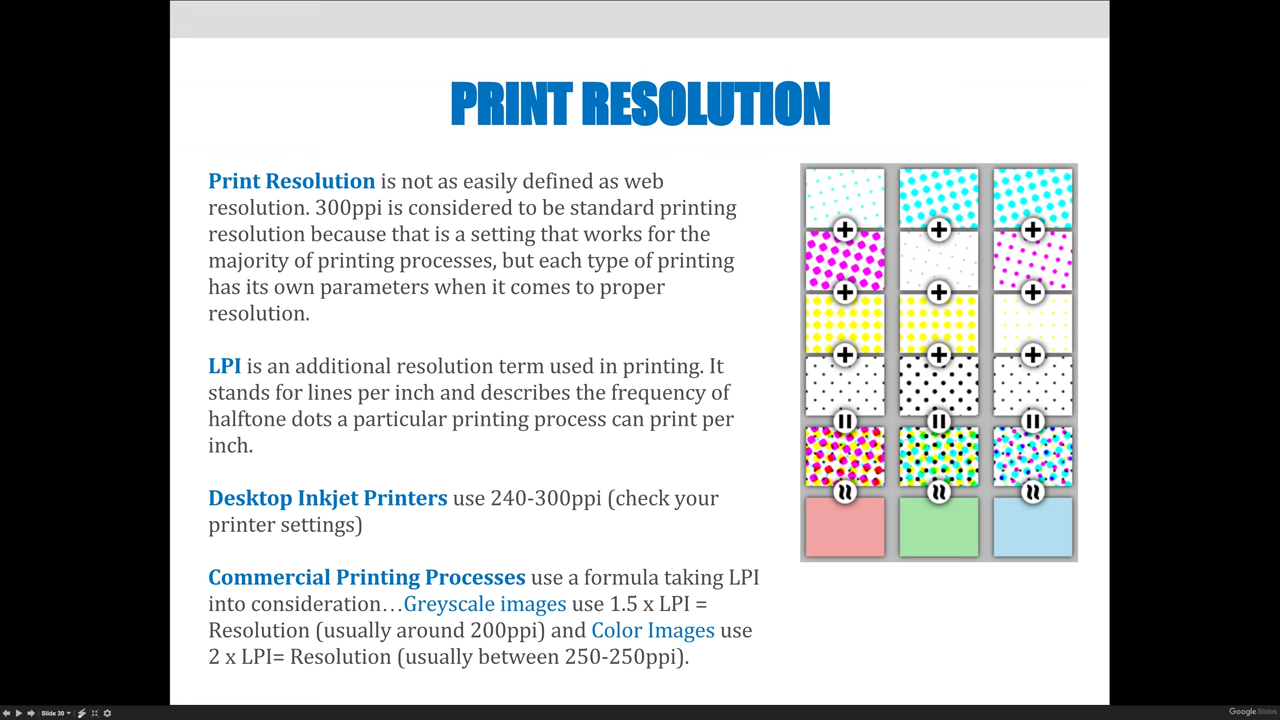 PRINT RESOLUTION
Print Resolution is not as easily defined as web
resolution. 300ppi is considered to be standard printing
resolution because that is a setting that works for the
majority of printing processes, but each type of printing
has its own parameters when it comes to proper
resolution.
LPI is an additional resolution term used in printing. It
stands for lines per inch and describes the frequency of
halftone dots a particular printing process can print per
inch.
Desktop Inkjet Printers use 240-300ppi (check your
printer settings)
Commercial Printing Processes use a formula taking LPI
into consideration…Greyscale images use 1.5 x LPI =
Resolution (usually around 200ppi) and Color Images use
2 x LPI= Resolution (usually between 250-250ppi).
Slide 30
Google Slides